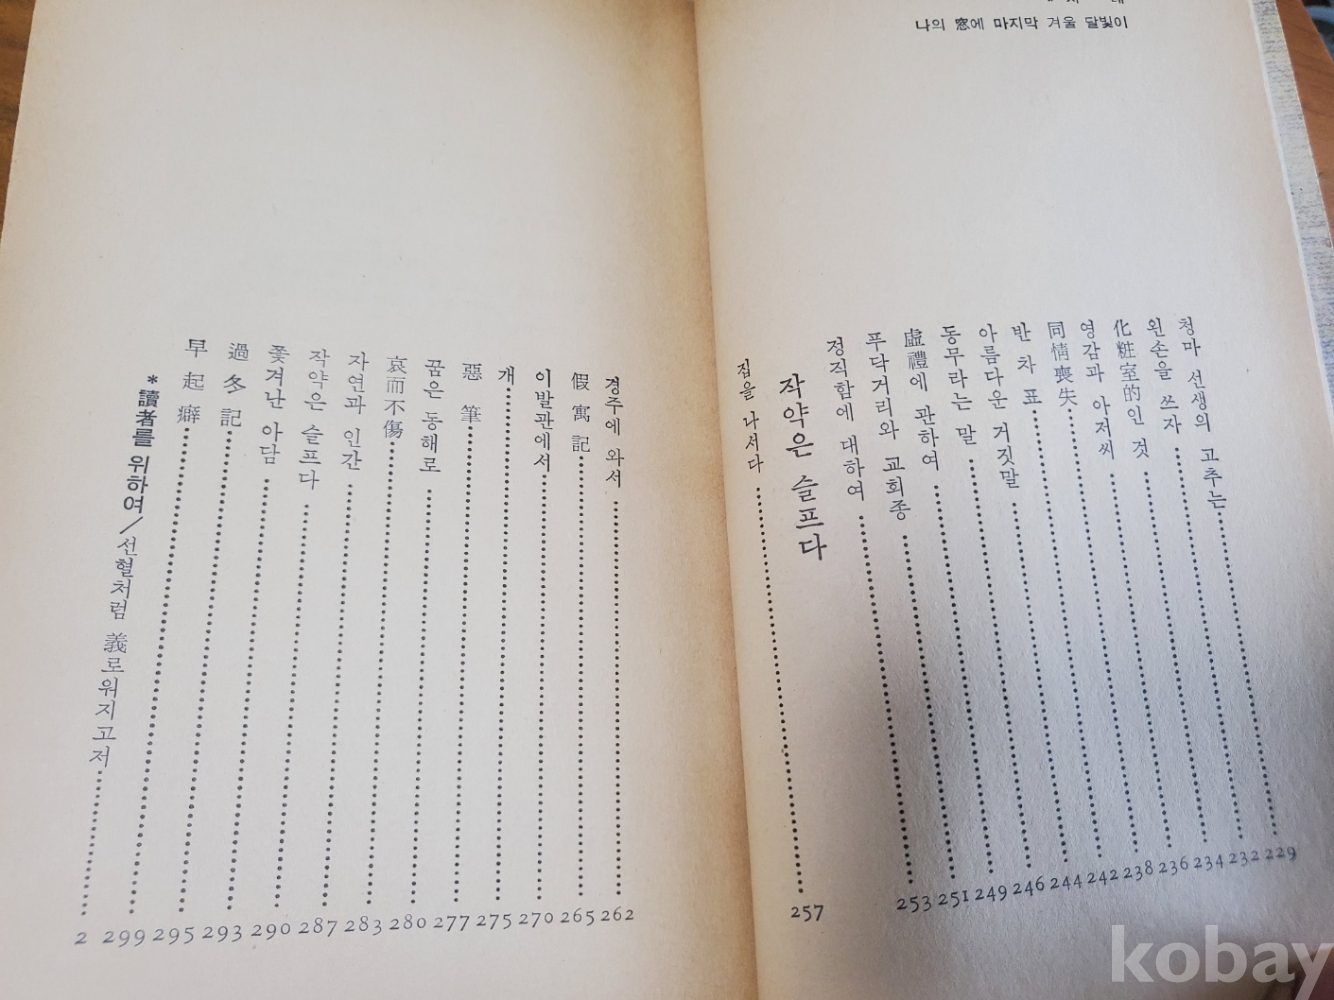 나의 窓에 마지막 겨울 달빛이
청마 선생의 고추는 229
왼손을 쓰자 232
化粧室的인 것 234
영감과 아저씨 236
同情喪失 238
반 차 표 242
아름다운 거짓말 244
동무라는 말 246
虛禮에 관하여 249
푸닥거리와 교회종 251
정직함에 대하여 253
작약은 슬프다
집을 나서다 257
경주에 와서 262
假寓記 265
이발관에서 270
개 275
惡筆 277
꿈은 동해로 280
哀而不傷 283
자연과 인간 287
작약은 슬프다 290
쫓겨난 아담 293
過冬記 295
早起癖 299
*讀者를 위하여/선혈처럼 義로워지고저 2
kobay